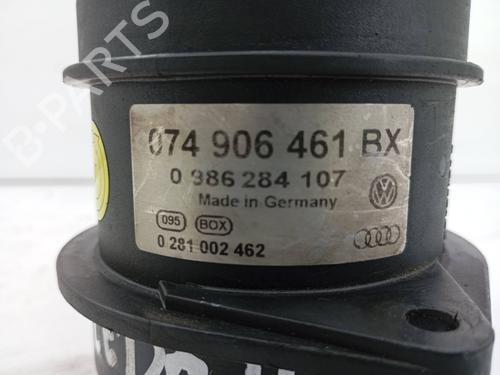 074 906 461 BX
0 986 284 107
Made in Germany
095 BOX
0 281 002 462
B-PARTS